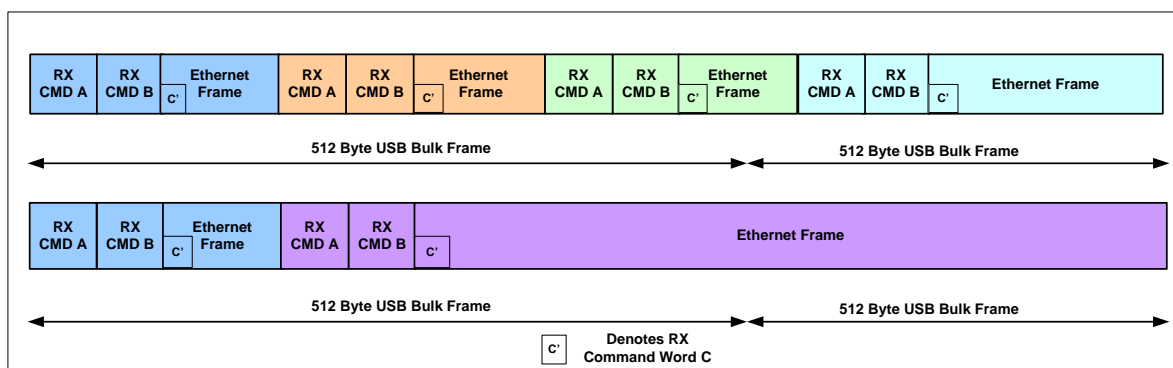 RX CMD A RX CMD B C' Ethernet Frame RX CMD A RX CMD B C' Ethernet Frame RX CMD A RX CMD B C' Ethernet Frame RX CMD A RX CMD B C' Ethernet Frame
512 Byte USB Bulk Frame 512 Byte USB Bulk Frame
RX CMD A RX CMD B C' Ethernet Frame RX CMD A RX CMD B C' Ethernet Frame
512 Byte USB Bulk Frame 512 Byte USB Bulk Frame
C' Denotes RX
Command Word C